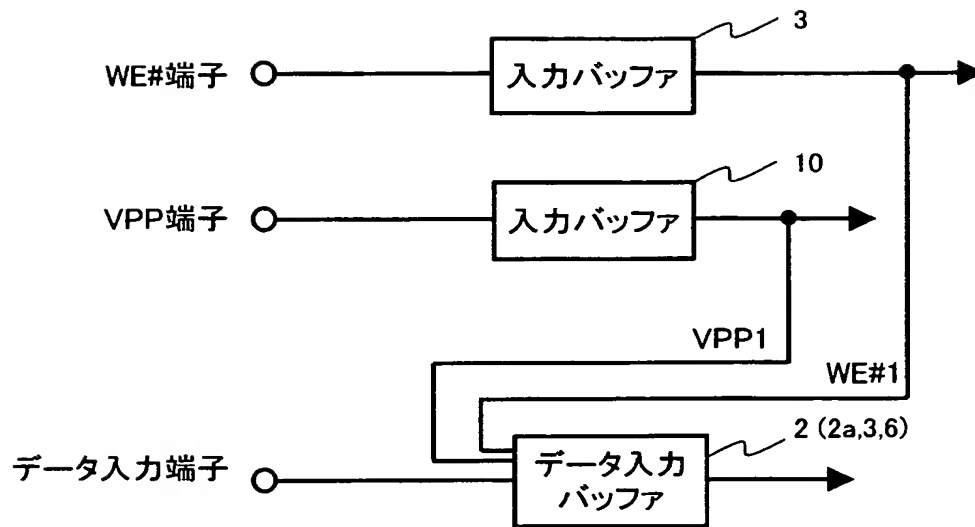 3
WE#端子
入力バッファ
10
VPP端子
入力バッファ
VPP1
WE#1
2 (2a,3,6)
データ入力端子
データ入力
バッファ